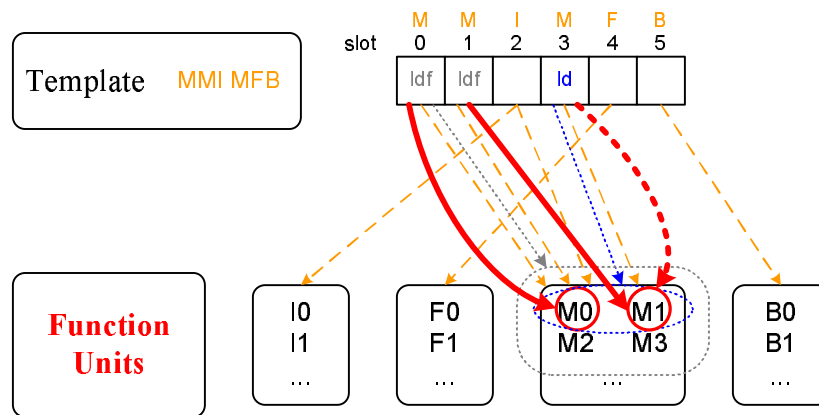 M M I M F B
slot 0 1 2 3 4 5
Template MMI MFB
ldf ldf ld
Function
Units
I0
I1
...
F0
F1
...
M0 M1
M2 M3
...
B0
B1
...